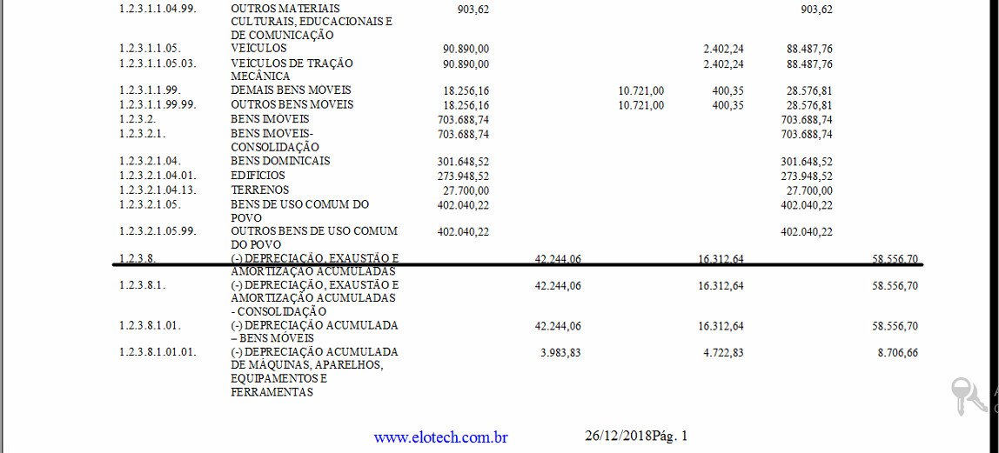 1.2.3.1.1.04.99. OUTROS MATERIAIS 903,62 903,62
CULTURAIS, EDUCACIONAIS E
DE COMUNICAÇÃO
1.2.3.1.1.05. VEICULOS 90.890,00 2.402,24 88.487,76
1.2.3.1.1.05.03. VEICULOS DE TRAÇÃO 90.890,00 2.402,24 88.487,76
MECÂNICA
1.2.3.1.1.99. DEMAIS BENS MOVEIS 18.256,16 10.721,00 400,35 28.576,81
1.2.3.1.1.99.99. OUTROS BENS MOVEIS 18.256,16 10.721,00 400,35 28.576,81
1.2.3.2. BENS IMOVEIS 703.688,74 703.688,74
1.2.3.2.1. BENS IMOVEIS- 703.688,74 703.688,74
CONSOLIDAÇÃO
1.2.3.2.1.04. BENS DOMINICAIS 301.648,52 301.648,52
1.2.3.2.1.04.01. EDIFÍCIOS 273.948,52 273.948,52
1.2.3.2.1.04.13. TERRENOS 27.700,00 27.700,00
1.2.3.2.1.05. BENS DE USO COMUM DO 402.040,22 402.040,22
POVO
1.2.3.2.1.05.99. OUTROS BENS DE USO COMUM 402.040,22 402.040,22
DO POVO
1.2.3.8. (-) DEPRECIAÇÃO, EXAUSTÃO E 42.244,06 16.312,64 58.556,70
AMORTIZAÇÃO ACUMULADAS
1.2.3.8.1. (-) DEPRECIAÇÃO, EXAUSTÃO E 42.244,06 16.312,64 58.556,70
AMORTIZAÇÃO ACUMULADAS
- CONSOLIDAÇÃO
1.2.3.8.1.01. (-) DEPRECIAÇÃO ACUMULADA 42.244,06 16.312,64 58.556,70
– BENS MÓVEIS
1.2.3.8.1.01.01. (-) DEPRECIAÇÃO ACUMULADA 3.983,83 4.722,83 8.706,66
DE MÁQUINAS, APARELHOS,
EQUIPAMENTOS E
FERRAMENTAS
www.elotech.com.br 26/12/2018Pág. 1